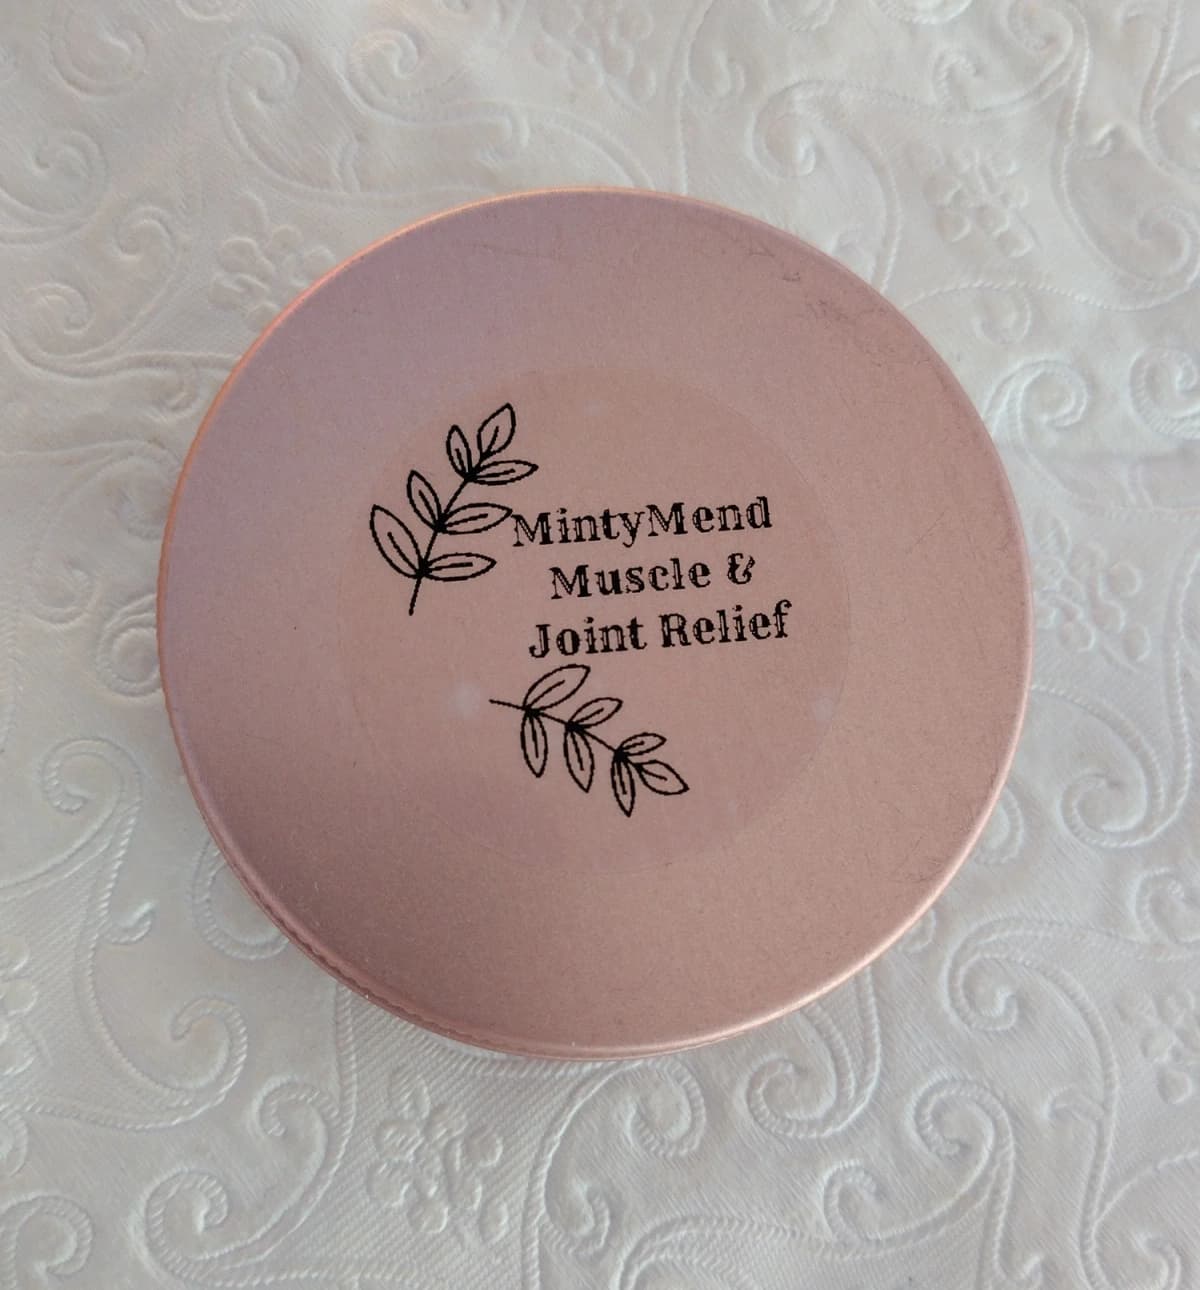 MintyMend
Muscle &
Joint Relief